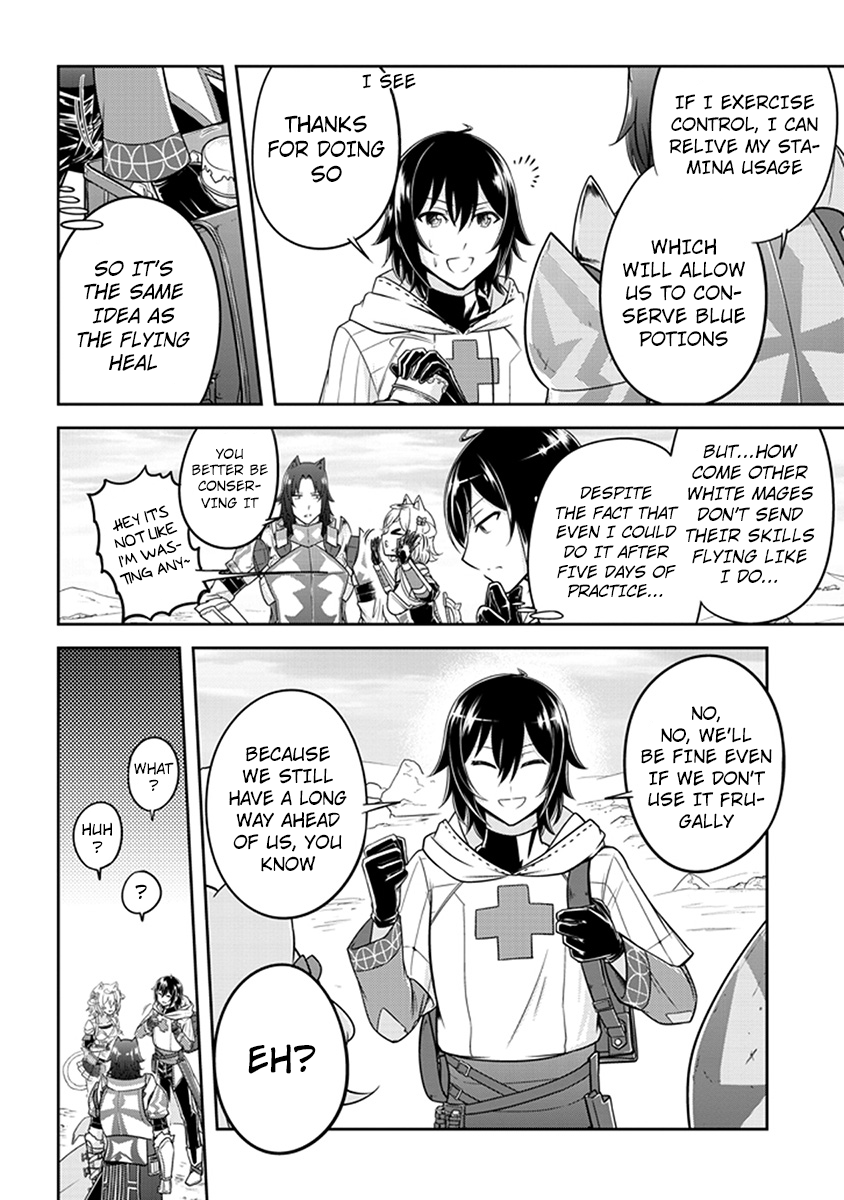 IF I EXERCISE
CONTROL, I CAN
RELIVE MY STA-
MINA USAGE
WHICH
WILL ALLOW
US TO CON-
SERVE BLUE
POTIONS
I SEE
THANKS
FOR DOING
SO
SO IT'S
THE SAME
IDEA AS
THE FLYING
HEAL
BUT...HOW
COME OTHER
WHITE MAGES
DON'T SEND
THEIR SKILLS
FLYING LIKE
I DO...
DESPITE
THE FACT THAT
EVEN I COULD
DO IT AFTER
FIVE DAYS OF
PRACTICE...
YOU
BETTER BE
CONSER-
VING IT
HEY IT'S
NOT LIKE
I'M WAS-
TING ANY~
NO,
NO, WE'LL
BE FINE EVEN
IF WE DON'T
USE IT FRU-
GALLY
BECAUSE
WE STILL
HAVE A LONG
WAY AHEAD
OF US, YOU
KNOW
EH?
WHAT
?
HUH
?
?